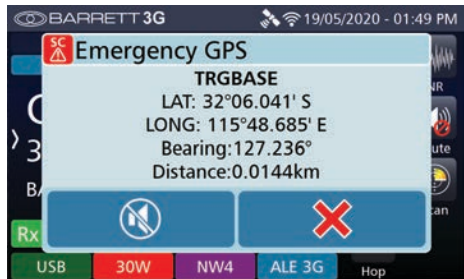 BARRETT 3G 19/05/2020 - 01:49 PM
SC Emergency GPS
TRGBASE
LAT: 32°06.041' S
LONG: 115°48.685' E
Bearing:127.236°
Distance:0.0144km
NR
3
ute
can
Rx
USB 30W NW4 ALE 3G Hop